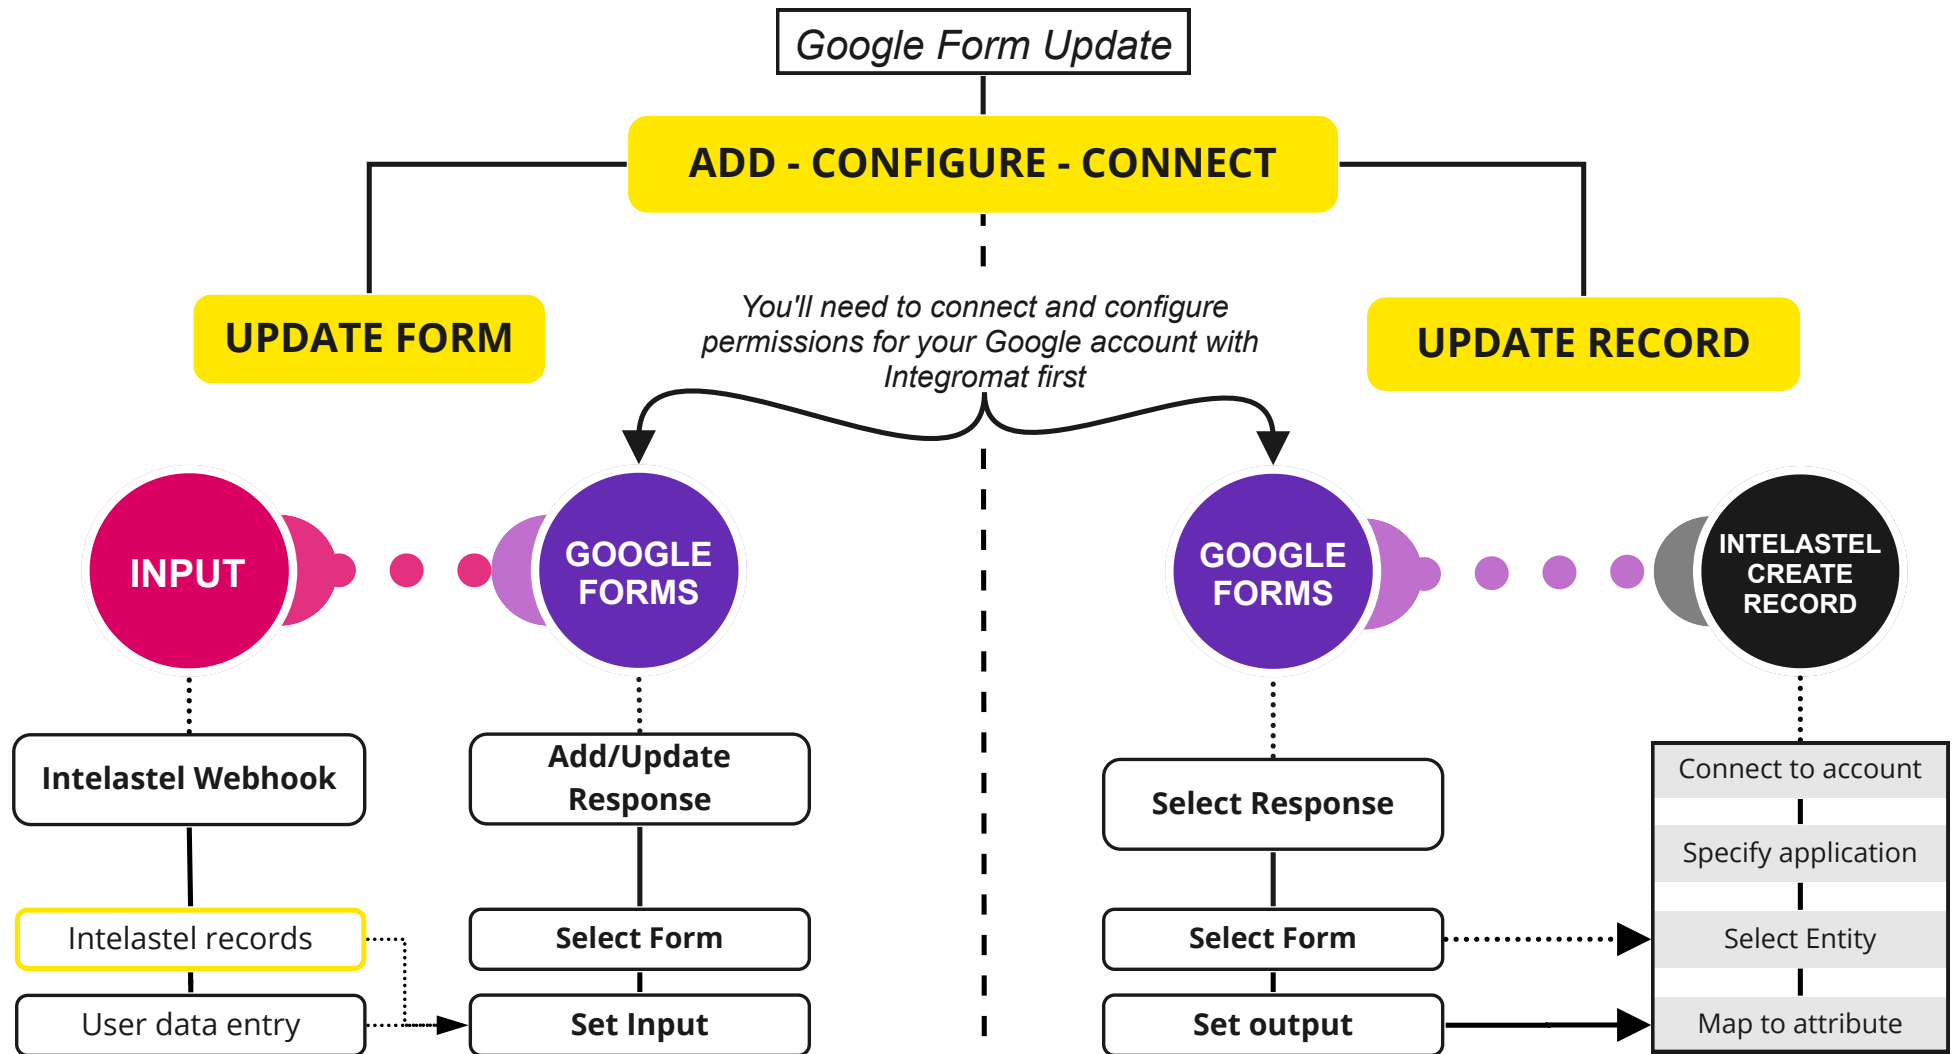 Google Form Update
ADD - CONFIGURE - CONNECT
UPDATE FORM
You'll need to connect and configure
permissions for your Google account with
Integromat first
UPDATE RECORD
INPUT
GOOGLE
FORMS
GOOGLE
FORMS
INTELASTEL
CREATE
RECORD
Intelastel Webhook
Intelastel records
User data entry
Add/Update
Response
Select Form
Set Input
Select Response
Select Form
Set output
Connect to account
Specify application
Select Entity
Map to attribute